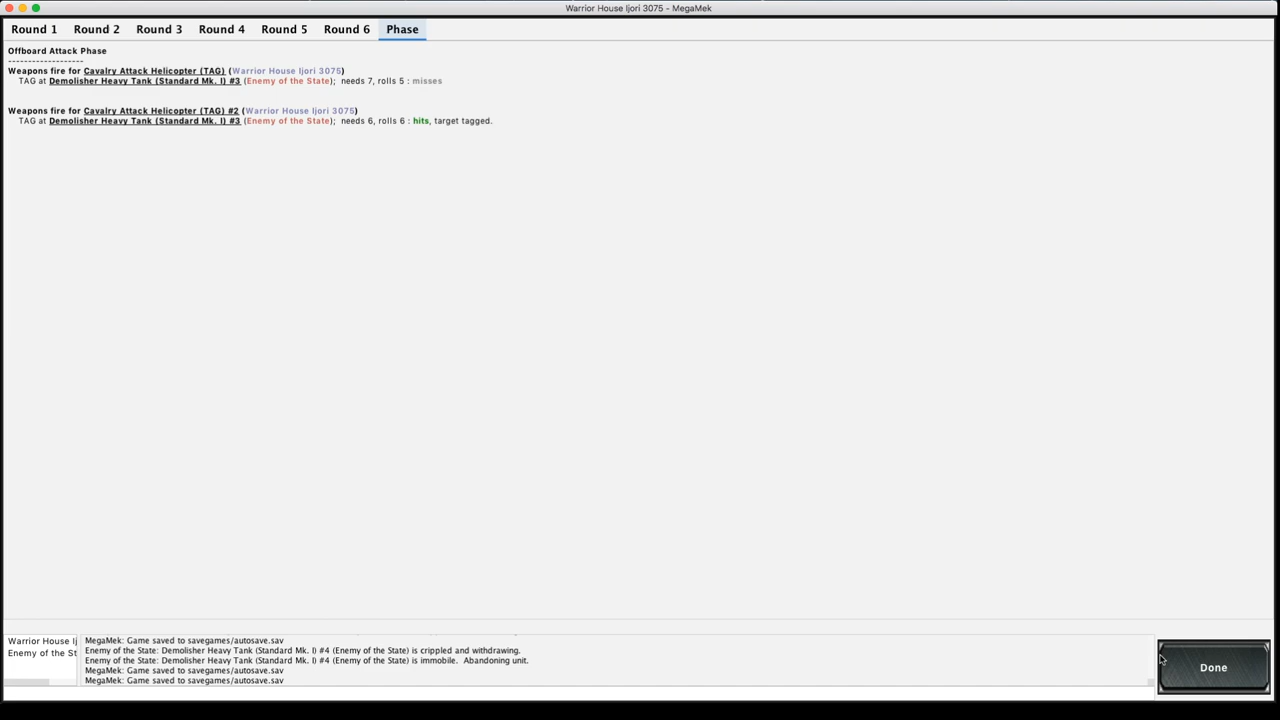 Warrior House Ijori 3075 - MegaMek
Round 1 Round 2 Round 3 Round 4 Round 5 Round 6 Phase
Offboard Attack Phase
-------------------
Weapons fire for Cavalry Attack Helicopter (TAG) (Warrior House Ijori 3075)
TAG at Demolisher Heavy Tank (Standard Mk. I) #3 (Enemy of the State); needs 7, rolls 5 : misses
Weapons fire for Cavalry Attack Helicopter (TAG) #2 (Warrior House Ijori 3075)
TAG at Demolisher Heavy Tank (Standard Mk. I) #3 (Enemy of the State); needs 6, rolls 6 : hits, target tagged.
Warrior House Ij
Enemy of the St
MegaMek: Game saved to savegames/autosave.sav
Enemy of the State: Demolisher Heavy Tank (Standard Mk. I) #4 (Enemy of the State) is crippled and withdrawing.
Enemy of the State: Demolisher Heavy Tank (Standard Mk. I) #4 (Enemy of the State) is immobile. Abandoning unit.
MegaMek: Game saved to savegames/autosave.sav
MegaMek: Game saved to savegames/autosave.sav
Done